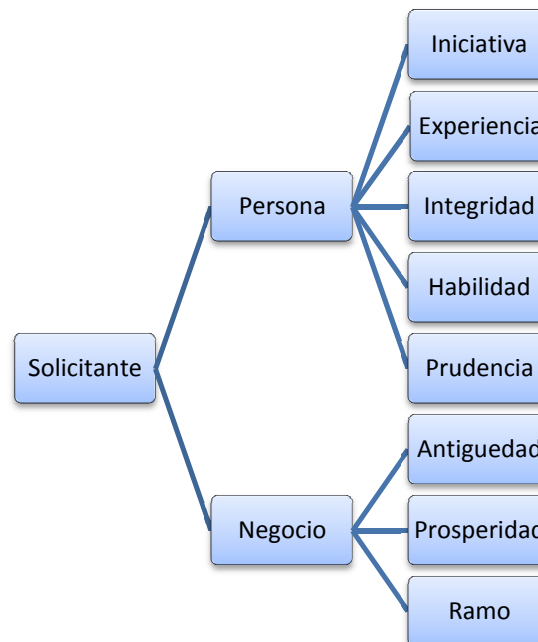 Iniciativa
Experiencia
Persona
Integridad
Habilidad
Solicitante
Prudencia
Antiguedad
Negocio
Prosperidad
Ramo